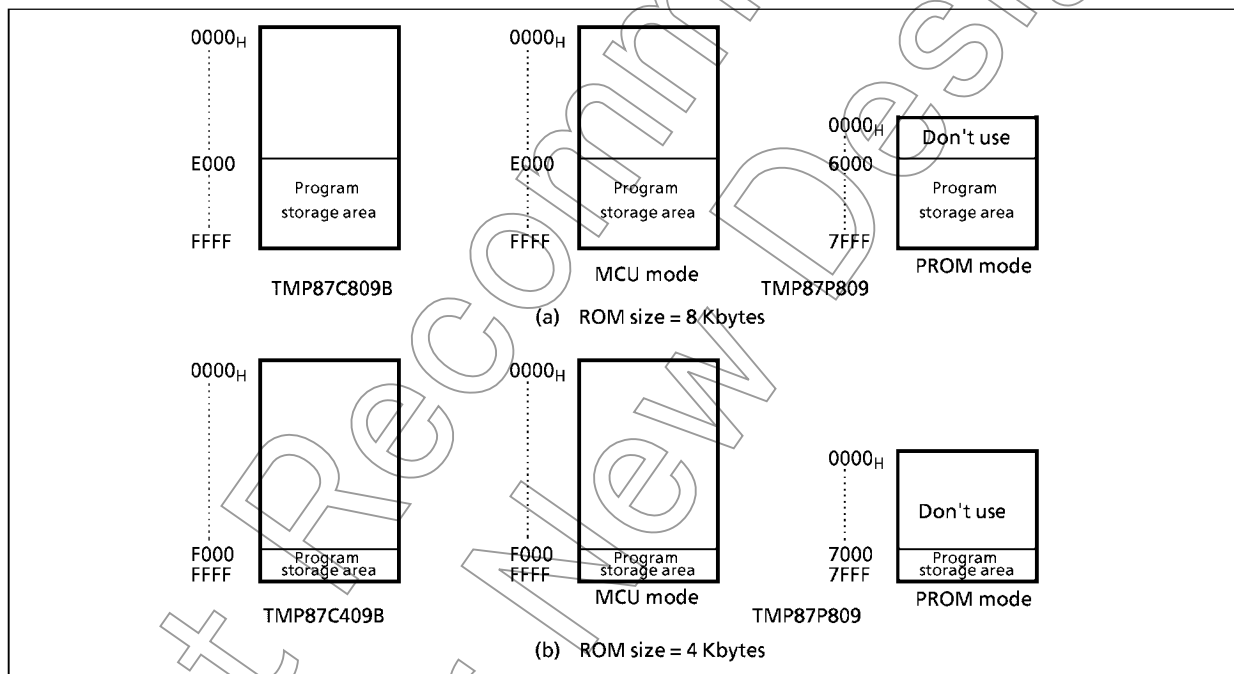 0000H
E000
Program
storage area
FFFF
TMP87C809B
0000H
E000
Program
storage area
FFFF
MCU mode
0000H
Don't use
6000
Program
storage area
7FFF
PROM mode
TMP87P809
(a) ROM size = 8 Kbytes
0000H
F000
Program
storage area
FFFF
TMP87C409B
0000H
F000
Program
storage area
FFFF
MCU mode
0000H
Don't use
7000
Program
storage area
7FFF
PROM mode
TMP87P809
(b) ROM size = 4 Kbytes